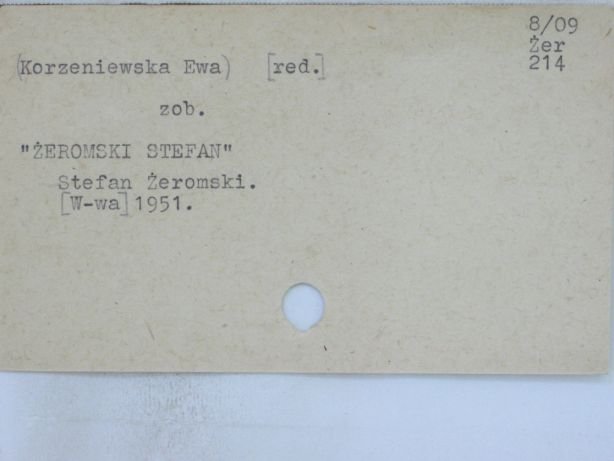 8/09
Żer
214
(Korzeniewska Ewa) [red.]
zob.
"ŻEROMSKI STEFAN"
Stefan Żeromski.
[W-wa] 1951.